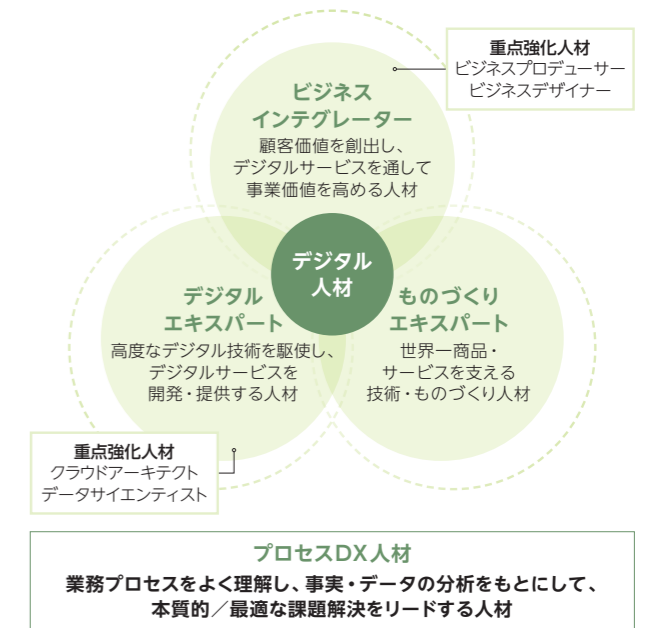 重点強化人材
ビジネスプロデューサー
ビジネスデザイナー
ビジネス
インテグレーター
顧客価値を創出し、
デジタルサービスを通して
事業価値を高める人材
デジタル
人材
デジタル
エキスパート
高度なデジタル技術を駆使し、
デジタルサービスを
開発・提供する人材
ものづくり
エキスパート
世界一商品・
サービスを支える
技術・ものづくり人材
重点強化人材
クラウドアーキテクト
データサイエンティスト
プロセスDX人材
業務プロセスをよく理解し、事実・データの分析をもとにして、
本質的／最適な課題解決をリードする人材